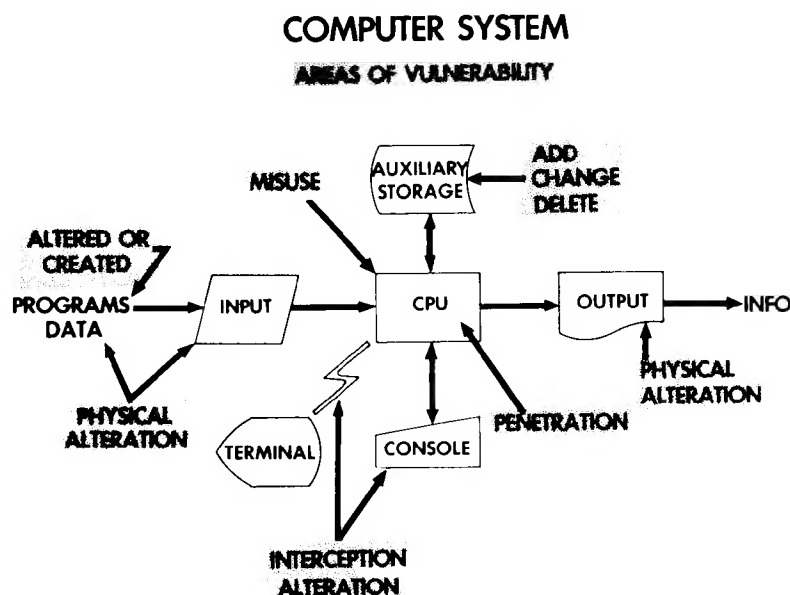 COMPUTER SYSTEM
AREAS OF VULNERABILITY
MISUSE
AUXILIARY
STORAGE
ADD
CHANGE
DELETE
ALTERED OR
CREATED
PROGRAMS
DATA
INPUT
CPU
OUTPUT
INFO
PHYSICAL
ALTERATION
TERMINAL
CONSOLE
PENETRATION
PHYSICAL
ALTERATION
INTERCEPTION
ALTERATION